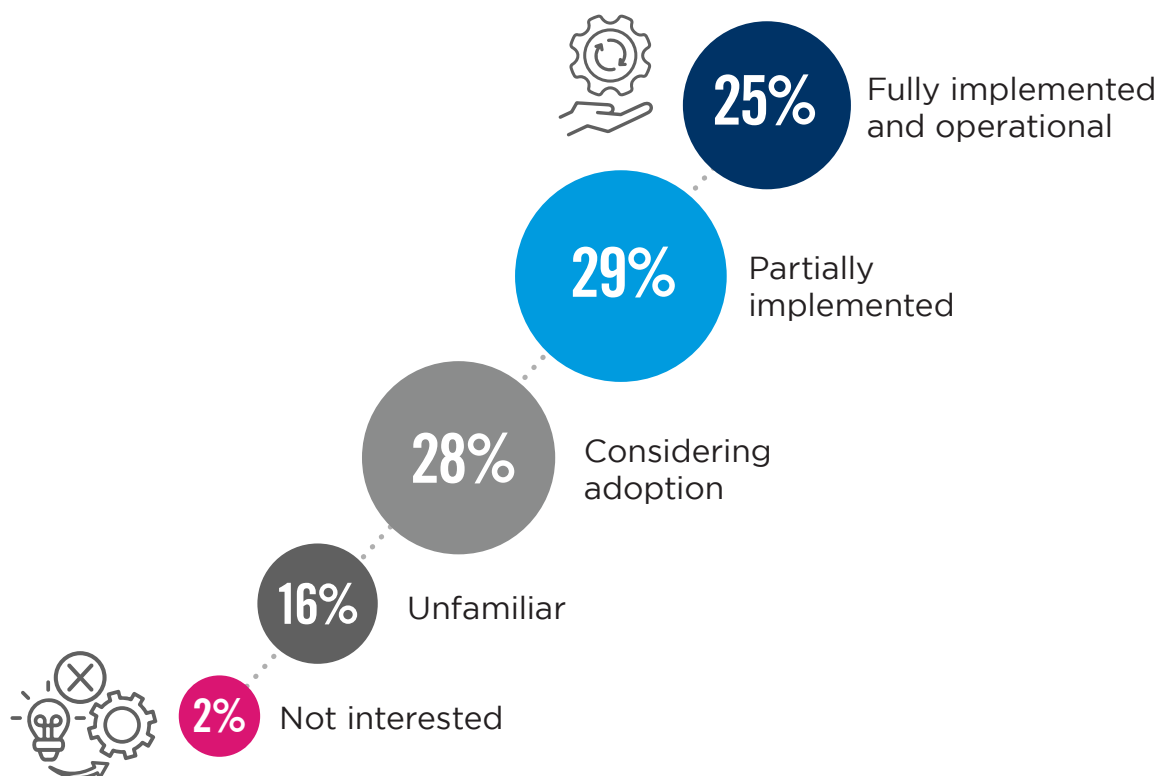 25%
Fully implemented
and operational
29%
Partially
implemented
28%
Considering
adoption
16%
Unfamiliar
2%
Not interested